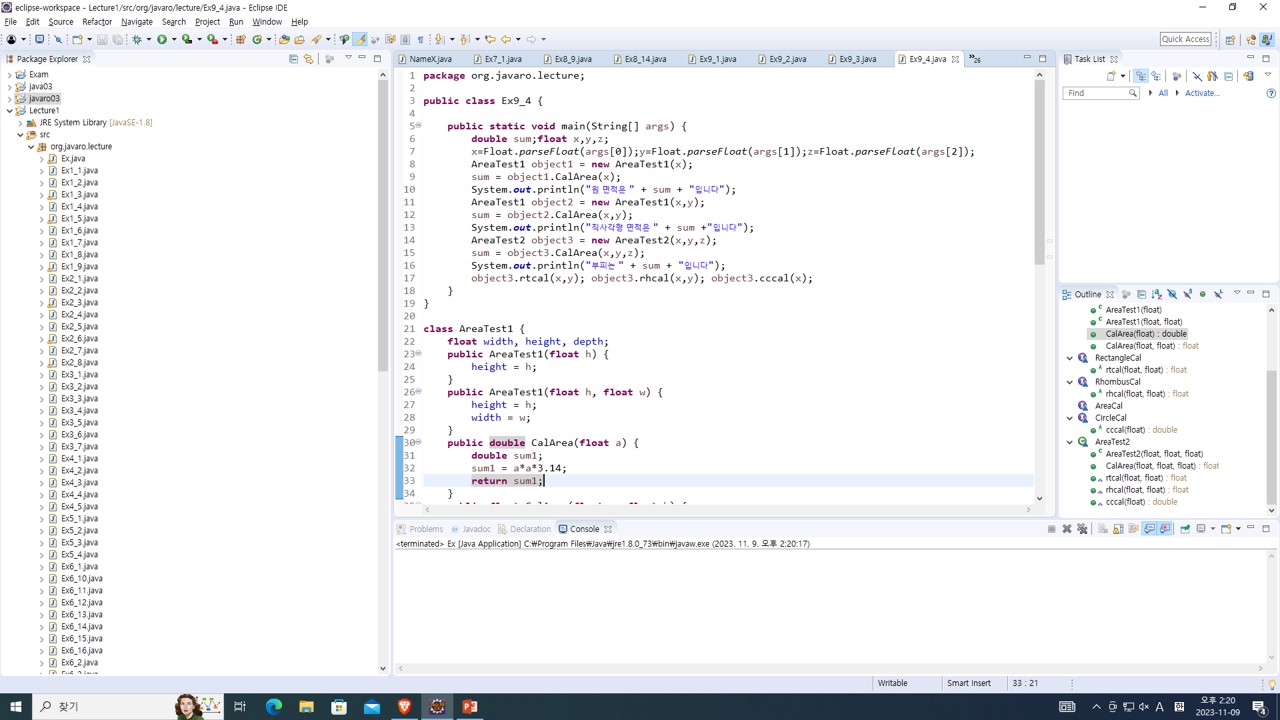 eclipse-workspace - Lecture1/src/org/javaro/lecture/Ex9_4.java - Eclipse IDE
File Edit Source Refactor Navigate Search Project Run Window Help
Quick Access
Package Explorer
Exam
java03
javaro03
Lecture1
JRE System Library [JavaSE-1.8]
src
org.javaro.lecture
Ex.java
Ex1_1.java
Ex1_2.java
Ex1_3.java
Ex1_4.java
Ex1_5.java
Ex1_6.java
Ex1_7.java
Ex1_8.java
Ex1_9.java
Ex2_1.java
Ex2_2.java
Ex2_3.java
Ex2_4.java
Ex2_5.java
Ex2_6.java
Ex2_7.java
Ex2_8.java
Ex3_1.java
Ex3_2.java
Ex3_3.java
Ex3_4.java
Ex3_5.java
Ex3_6.java
Ex3_7.java
Ex4_1.java
Ex4_2.java
Ex4_3.java
Ex4_4.java
Ex4_5.java
Ex5_1.java
Ex5_2.java
Ex5_3.java
Ex5_4.java
Ex6_1.java
Ex6_10.java
Ex6_11.java
Ex6_12.java
Ex6_13.java
Ex6_14.java
Ex6_15.java
Ex6_16.java
Ex6_2.java
NameX.java Ex7_1.java Ex8_9.java Ex8_14.java Ex9_1.java Ex9_2.java Ex9_3.java Ex9_4.java »26
1 package org.javaro.lecture;
2
3 public class Ex9_4 {
4
5 public static void main(String[] args) {
6 double sum;float x,y,z;
7 x=Float.parseFloat(args[0]);y=Float.parseFloat(args[1]);z=Float.parseFloat(args[2]);
8 AreaTest1 object1 = new AreaTest1(x);
9 sum = object1.CalArea(x);
10 System.out.println("원 면적은 " + sum + "입니다");
11 AreaTest1 object2 = new AreaTest1(x,y);
12 sum = object2.CalArea(x,y);
13 System.out.println("직사각형 면적은 " + sum +"입니다");
14 AreaTest2 object3 = new AreaTest2(x,y,z);
15 sum = object3.CalArea(x,y,z);
16 System.out.println("부피는 " + sum + "입니다");
17 object3.rtcal(x,y); object3.rhcal(x,y); object3.cccal(x);
18 }
19 }
20
21 class AreaTest1 {
22 float width, height, depth;
23 public AreaTest1(float h) {
24 height = h;
25 }
26 public AreaTest1(float h, float w) {
27 height = h;
28 width = w;
29 }
30 public double CalArea(float a) {
31 double sum1;
32 sum1 = a*a*3.14;
33 return sum1;
34 }
Task List
Find All Activate...
Outline
AreaTest1(float)
AreaTest1(float, float)
CalArea(float) : double
CalArea(float, float) : float
RectangleCal
rtcal(float, float) : float
RhombusCal
rhcal(float, float) : float
AreaCal
CircleCal
cccal(float) : double
AreaTest2
AreaTest2(float, float, float)
CalArea(float, float, float) : float
rtcal(float, float) : float
rhcal(float, float) : float
cccal(float) : double
Problems Javadoc Declaration Console
<terminated> Ex [Java Application] C:₩Program Files₩Java₩jre1.8.0_73₩bin₩javaw.exe (2023. 11. 9. 오후 2:20:17)
Writable Smart Insert 33 : 21
찾기
A 漢 오후 2:20
2023-11-09
4